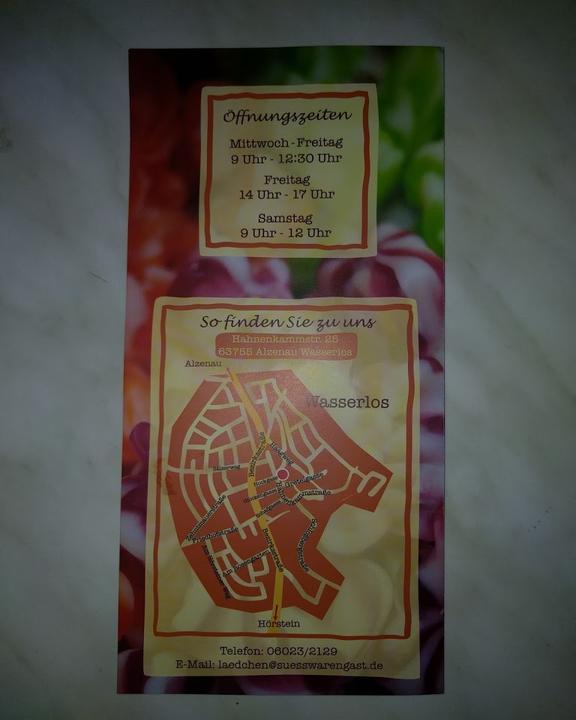 Öffnungszeiten
Mittwoch - Freitag
9 Uhr - 12:30 Uhr
Freitag
14 Uhr - 17 Uhr
Samstag
9 Uhr - 12 Uhr
So finden Sie zu uns
Hahnenkammstr. 25
63755 Alzenau Wasserlos
Alzenau
Wasserlos
Bezirksstraße
Bezirksstraße
Hörstein
Telefon: 06023/2129
E-Mail: laedchen@suesswarengast.de